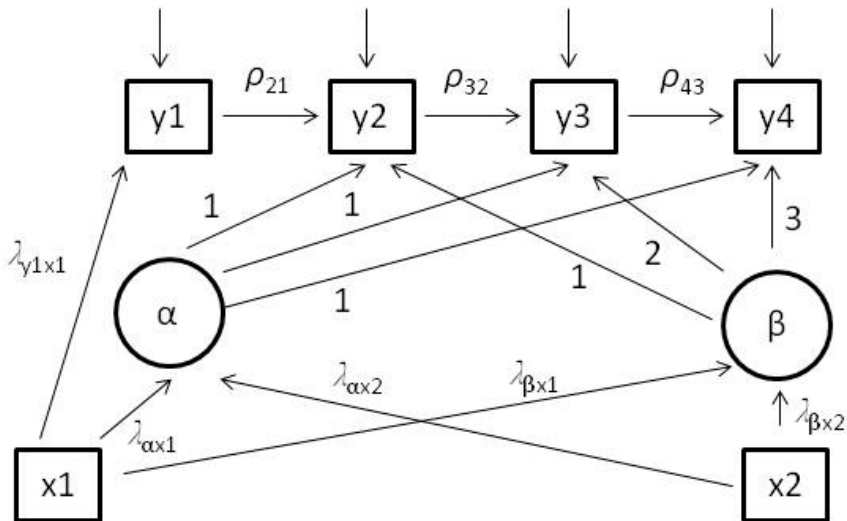 ρ21 ρ32 ρ43
y1 y2 y3 y4
1 1 3
λy1x1 2
1 1
α β
λαx2 λβx1
λαx1 λβx2
x1 x2